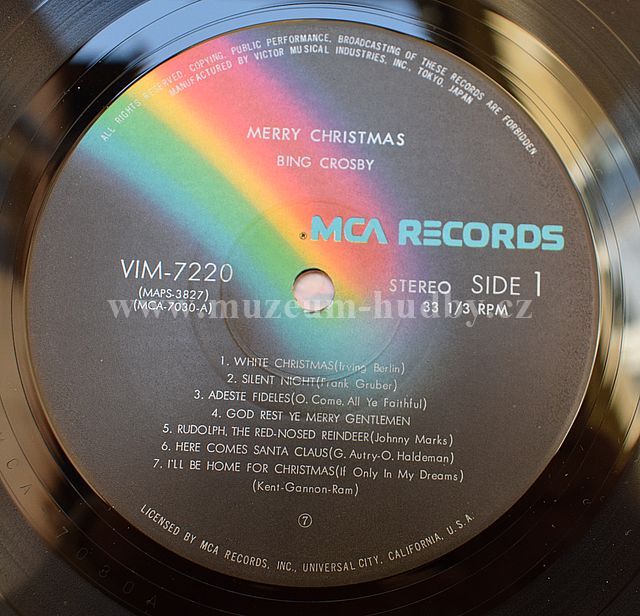 ALL RIGHTS RESERVED. COPYING, PUBLIC PERFORMANCE, BROADCASTING OF THESE RECORDS ARE FORBIDDEN
MANUFACTURED BY VICTOR MUSICAL INDUSTRIES, INC., TOKYO, JAPAN
MERRY CHRISTMAS
BING CROSBY
MCA RECORDS
VIM-7220
(MAPS-3827)
(MCA-7030-A)
STEREO SIDE 1
33 1/3 RPM
www.muzeum-hudby.cz
1. WHITE CHRISTMAS(Irving Berlin)
2. SILENT NIGHT(Frank Gruber)
3. ADESTE FIDELES(O. Come, All Ye Faithful)
4. GOD REST YE MERRY GENTLEMEN
5. RUDOLPH, THE RED-NOSED REINDEER(Johnny Marks)
6. HERE COMES SANTA CLAUS(G. Autry-O. Haldeman)
7. I'LL BE HOME FOR CHRISTMAS(If Only In My Dreams)
(Kent-Gannon-Ram)
⑦
LICENSED BY MCA RECORDS, INC., UNIVERSAL CITY, CALIFORNIA, U.S.A.
MCA 7030A